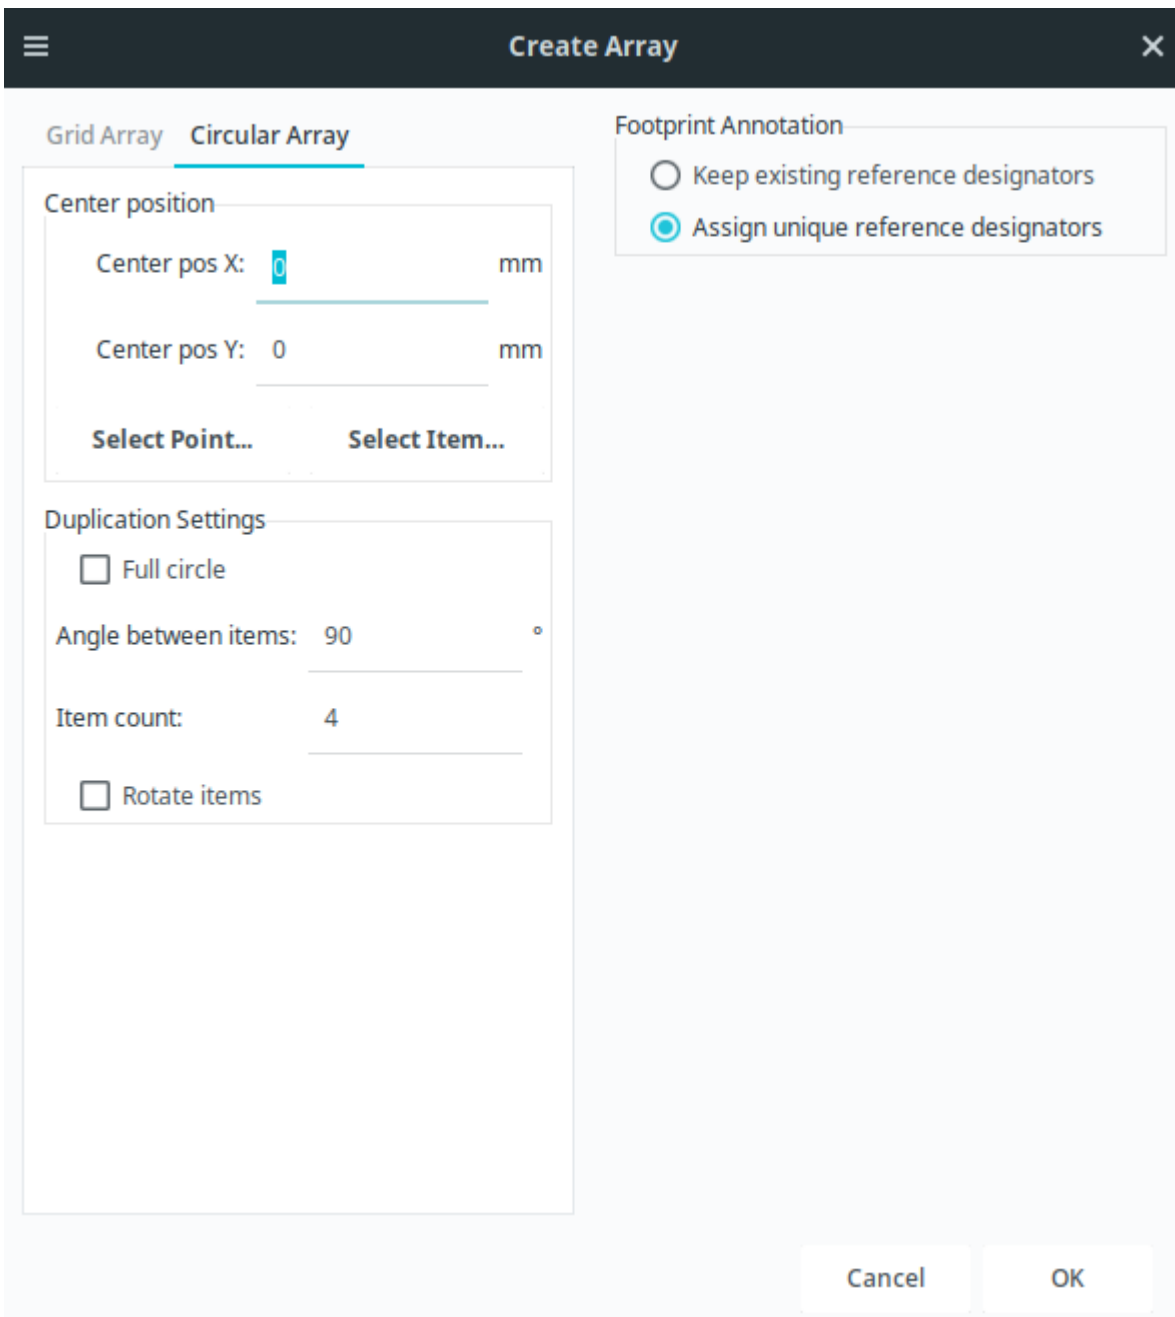 Create Array
Grid Array Circular Array
Center position
Center pos X: 0 mm
Center pos Y: 0 mm
Select Point... Select Item...
Duplication Settings
Full circle
Angle between items: 90 °
Item count: 4
Rotate items
Footprint Annotation
Keep existing reference designators
Assign unique reference designators
Cancel OK